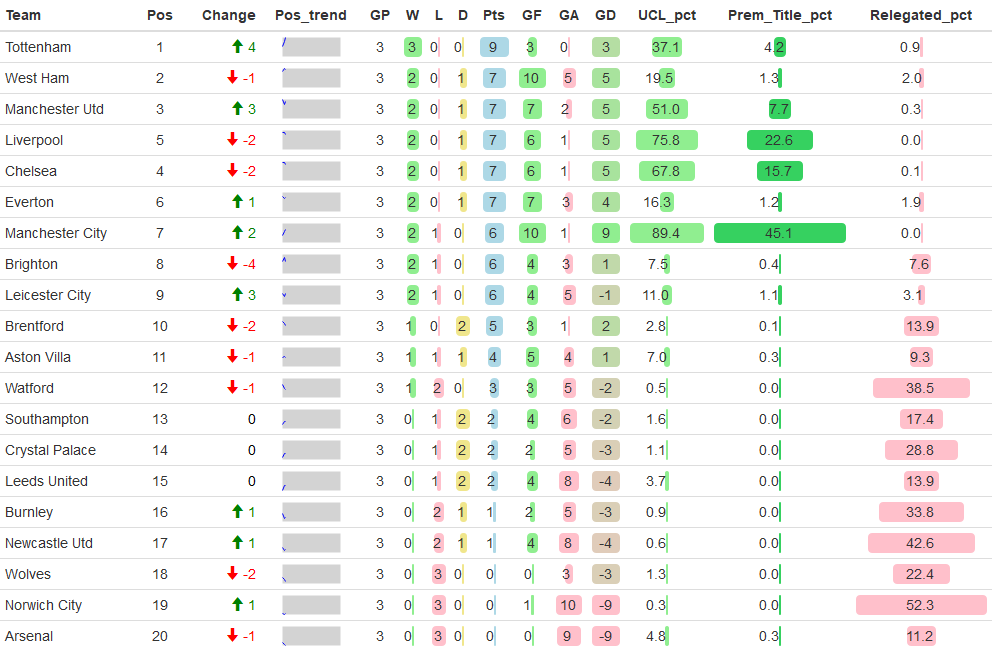 Team Pos Change Pos_trend GP W L D Pts GF GA GD UCL_pct Prem_Title_pct Relegated_pct
Tottenham 1 4 3 3 0 0 9 3 0 3 37.1 4.2 0.9
West Ham 2 -1 3 2 0 1 7 10 5 5 19.5 1.3 2.0
Manchester Utd 3 3 3 2 0 1 7 7 2 5 51.0 7.7 0.3
Liverpool 5 -2 3 2 0 1 7 6 1 5 75.8 22.6 0.0
Chelsea 4 -2 3 2 0 1 7 6 1 5 67.8 15.7 0.1
Everton 6 1 3 2 0 1 7 7 3 4 16.3 1.2 1.9
Manchester City 7 2 3 2 1 0 6 10 1 9 89.4 45.1 0.0
Brighton 8 -4 3 2 1 0 6 4 3 1 7.5 0.4 7.6
Leicester City 9 3 3 2 1 0 6 4 5 -1 11.0 1.1 3.1
Brentford 10 -2 3 1 0 2 5 3 1 2 2.8 0.1 13.9
Aston Villa 11 -1 3 1 1 1 4 5 4 1 7.0 0.3 9.3
Watford 12 -1 3 1 2 0 3 3 5 -2 0.5 0.0 38.5
Southampton 13 0 3 0 1 2 2 4 6 -2 1.6 0.0 17.4
Crystal Palace 14 0 3 0 1 2 2 2 5 -3 1.1 0.0 28.8
Leeds United 15 0 3 0 1 2 2 4 8 -4 3.7 0.0 13.9
Burnley 16 1 3 0 2 1 1 2 5 -3 0.9 0.0 33.8
Newcastle Utd 17 1 3 0 2 1 1 4 8 -4 0.6 0.0 42.6
Wolves 18 -2 3 0 3 0 0 0 3 -3 1.3 0.0 22.4
Norwich City 19 1 3 0 3 0 0 1 10 -9 0.3 0.0 52.3
Arsenal 20 -1 3 0 3 0 0 0 9 -9 4.8 0.3 11.2